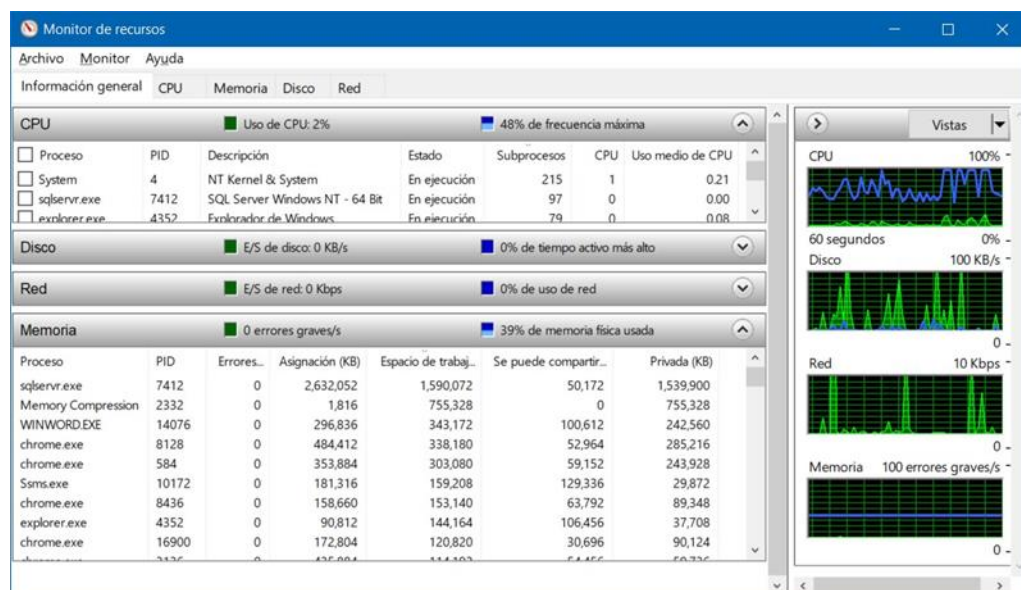 Monitor de recursos
Archivo Monitor Ayuda
Información general CPU Memoria Disco Red
CPU Uso de CPU: 2% 48% de frecuencia máxima
Proceso PID Descripción Estado Subprocesos CPU Uso medio de CPU
System 4 NT Kernel & System En ejecución 215 1 0.21
sqlservr.exe 7412 SQL Server Windows NT - 64 Bit En ejecución 97 0 0.00
explorer.exe 4352 Explorador de Windows En ejecución 79 0 0.08
Disco E/S de disco: 0 KB/s 0% de tiempo activo más alto
Red E/S de red: 0 Kbps 0% de uso de red
Memoria 0 errores graves/s 39% de memoria física usada
Proceso PID Errores... Asignación (KB) Espacio de trabaj... Se puede compartir... Privada (KB)
sqlservr.exe 7412 0 2,632,052 1,590,072 50,172 1,539,900
Memory Compression 2332 0 1,816 755,328 0 755,328
WINWORD.EXE 14076 0 296,836 343,172 100,612 242,560
chrome.exe 8128 0 484,412 338,180 52,964 285,216
chrome.exe 584 0 353,884 303,080 59,152 243,928
Ssms.exe 10172 0 181,316 159,208 129,336 29,872
chrome.exe 8436 0 158,660 153,140 63,792 89,348
explorer.exe 4352 0 90,812 144,164 106,456 37,708
chrome.exe 16900 0 172,804 120,820 30,696 90,124
Vistas
CPU 100%
60 segundos 0%
Disco 100 KB/s
0
Red 10 Kbps
0
Memoria 100 errores graves/s
0